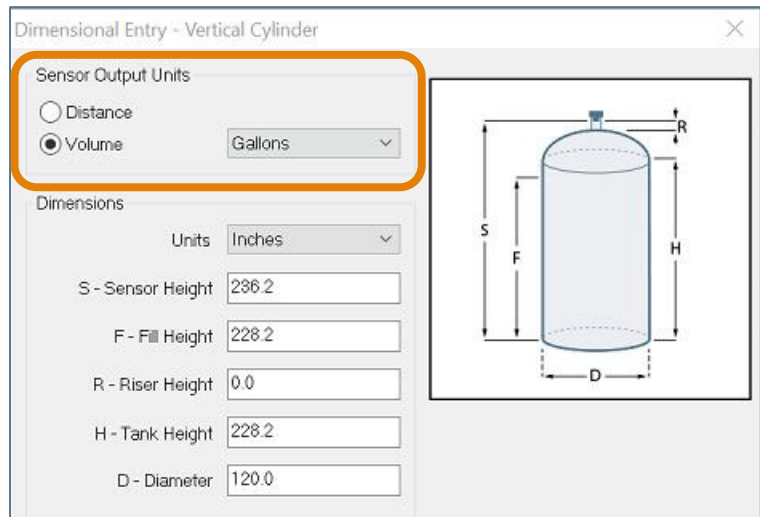 Dimensional Entry - Vertical Cylinder
Sensor Output Units
Distance
Volume Gallons
Dimensions
Units Inches
S - Sensor Height 236.2
F - Fill Height 228.2
R - Riser Height 0.0
H - Tank Height 228.2
D - Diameter 120.0
R
S
F
H
D